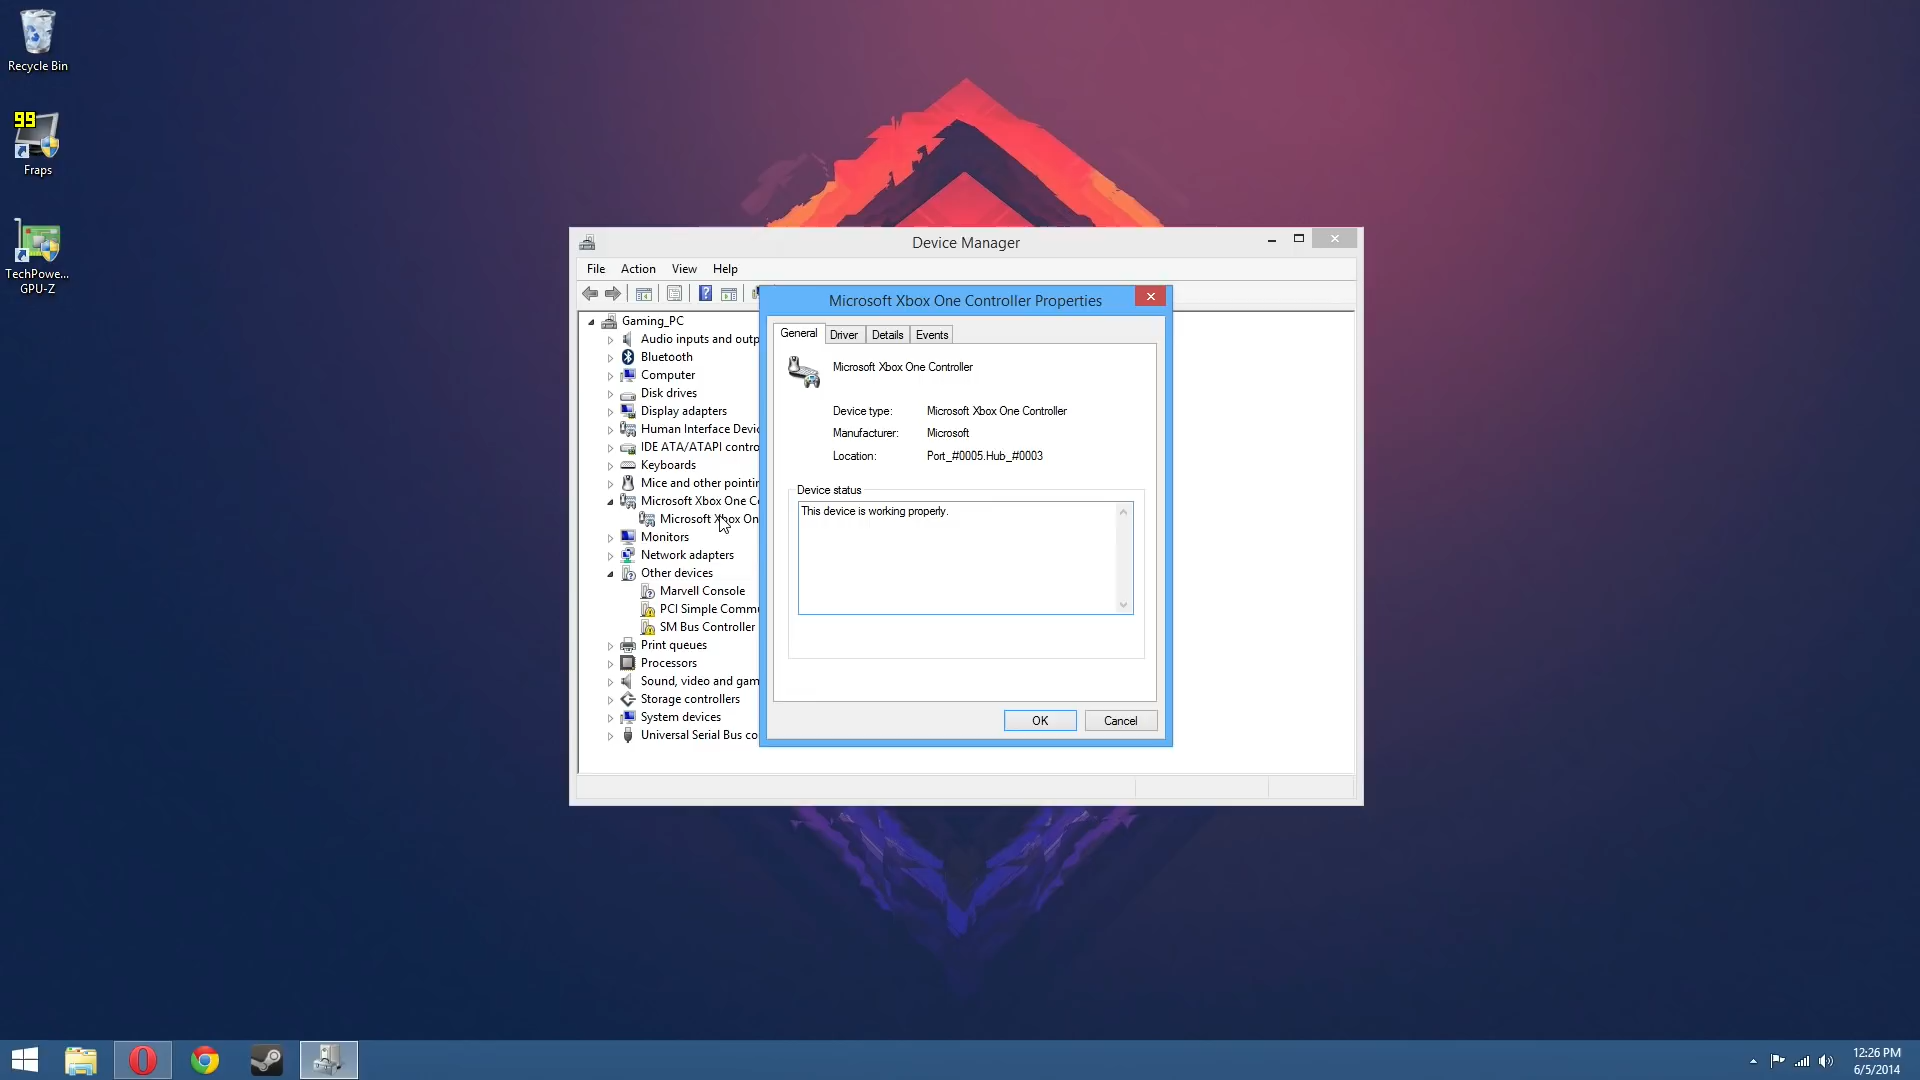 Recycle Bin
99
Fraps
TechPowe...
GPU-Z
Device Manager
File Action View Help
Gaming_PC
Audio inputs and outp
Bluetooth
Computer
Disk drives
Display adapters
Human Interface Devic
IDE ATA/ATAPI contro
Keyboards
Mice and other pointin
Microsoft Xbox One Co
Microsoft Xbox On
Monitors
Network adapters
Other devices
Marvell Console
PCI Simple Commu
SM Bus Controller
Print queues
Processors
Sound, video and gam
Storage controllers
System devices
Universal Serial Bus co
Microsoft Xbox One Controller Properties
General Driver Details Events
Microsoft Xbox One Controller
Device type: Microsoft Xbox One Controller
Manufacturer: Microsoft
Location: Port_#0005.Hub_#0003
Device status
This device is working properly.
OK Cancel
12:26 PM
6/5/2014